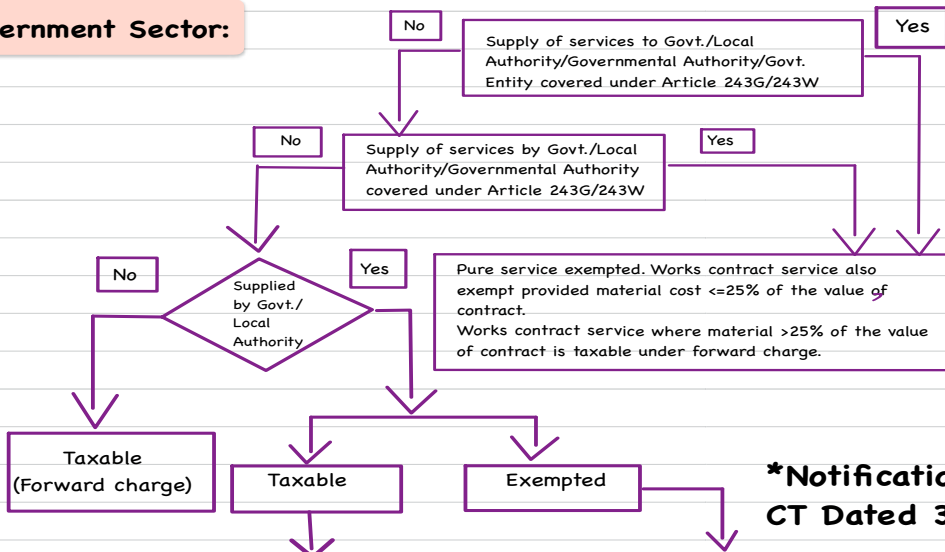 ernment Sector:
No
Yes
Supply of services to Govt./Local
Authority/Governmental Authority/Govt.
Entity covered under Article 243G/243W
No
Yes
Supply of services by Govt./Local
Authority/Governmental Authority
covered under Article 243G/243W
No
Yes
Supplied
by Govt./
Local
Authority
Pure service exempted. Works contract service also
exempt provided material cost <=25% of the value of
contract.
Works contract service where material >25% of the value
of contract is taxable under forward charge.
Taxable
(Forward charge)
Taxable
Exempted
*Notificatio
CT Dated 3